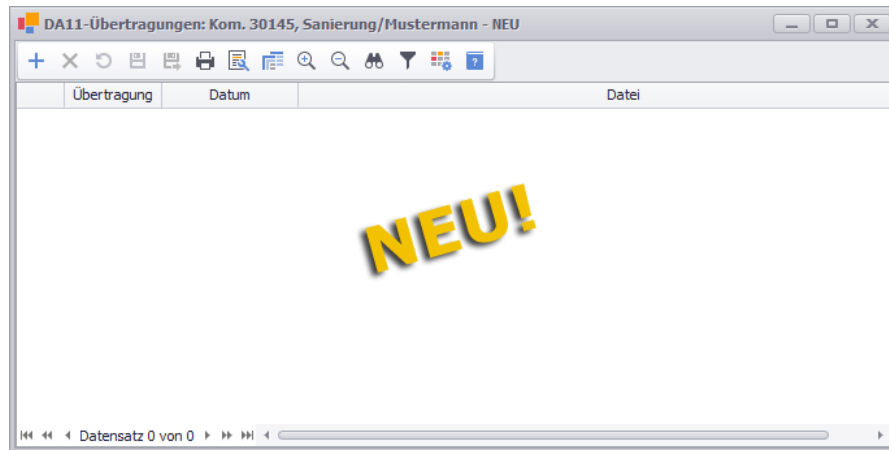 DA11-Übertragungen: Kom. 30145, Sanierung/Mustermann - NEU
?
Übertragung Datum Datei
NEU!
Datensatz 0 von 0